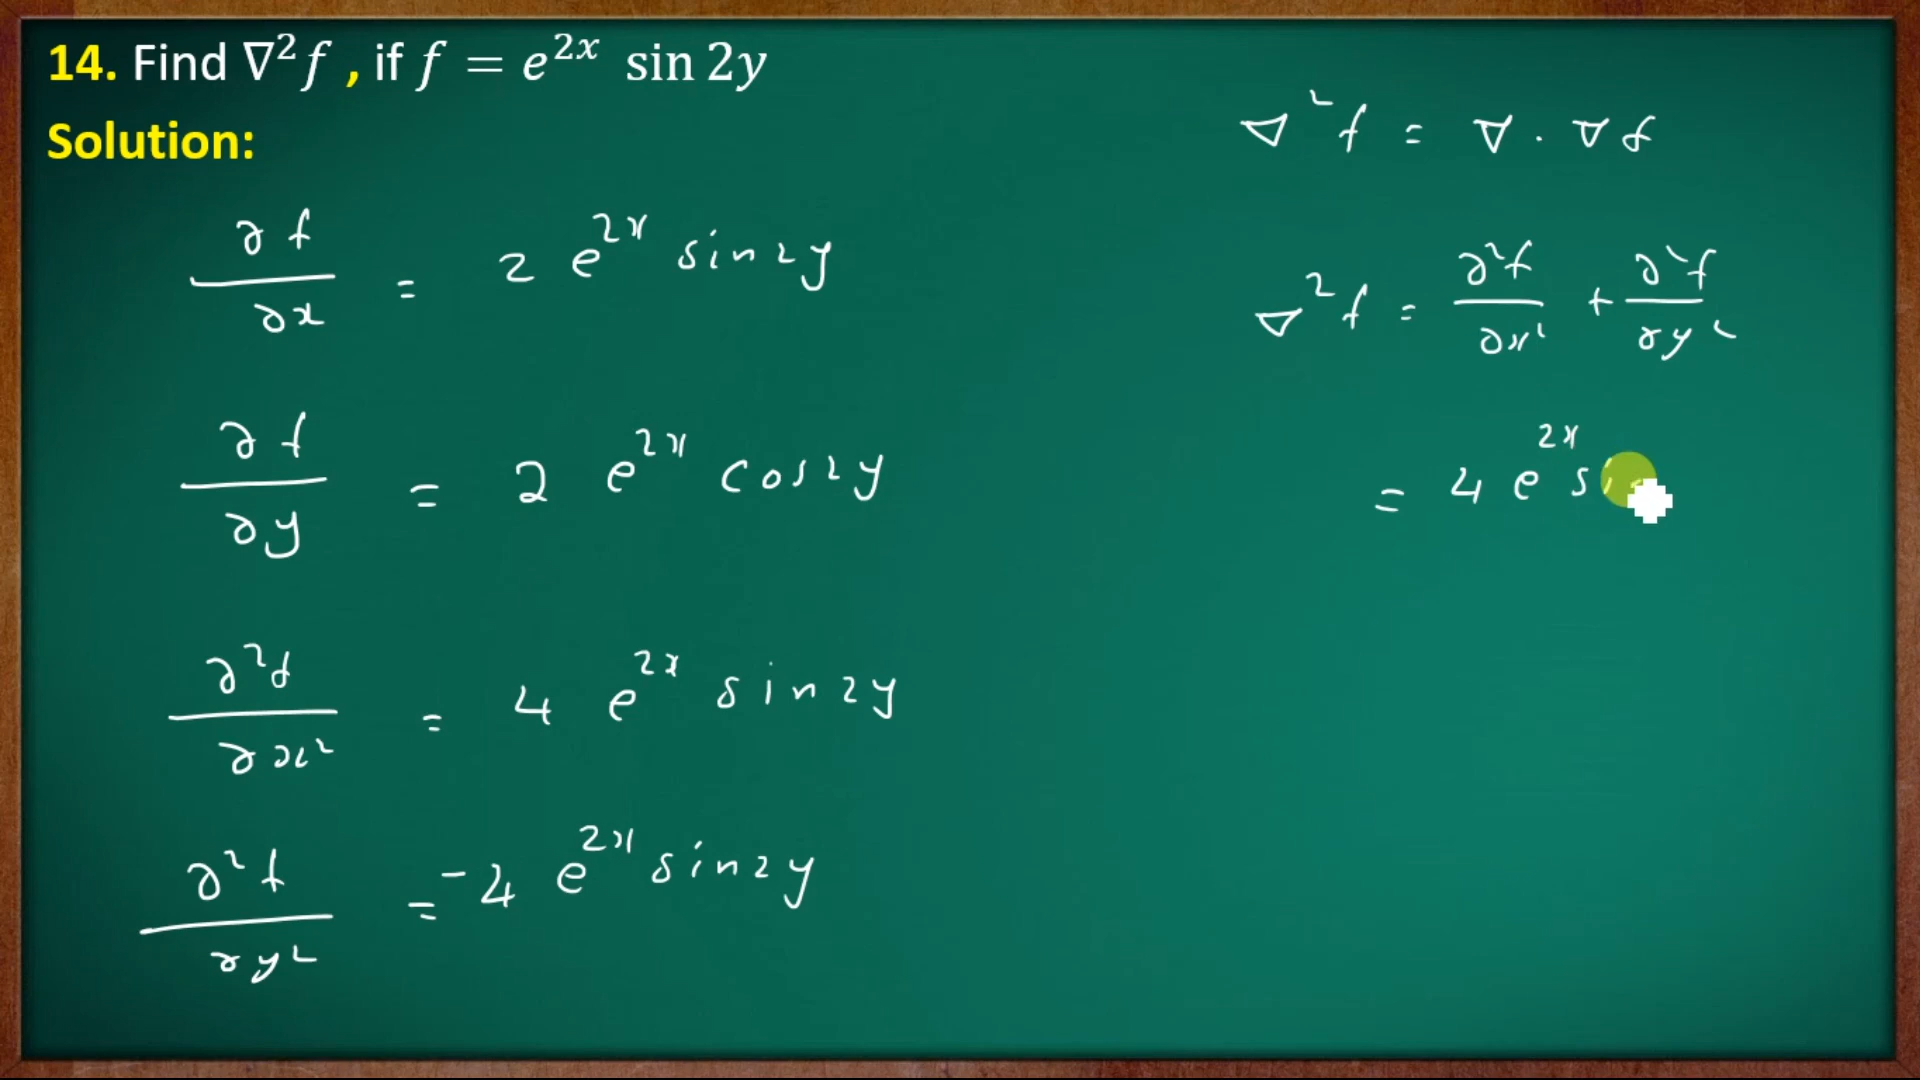 14. Find ∇²f , if f = e^{2x} sin 2y
Solution:
∂f/∂x = 2 e^{2x} sin2y
∂f/∂y = 2 e^{2x} cos2y
∂²f/∂x² = 4 e^{2x} sin2y
∂²f/∂y² = -4 e^{2x} sin2y
∇²f = ∇ . ∇f
∇²f = ∂²f/∂x² + ∂²f/∂y²
= 4 e^{2x}